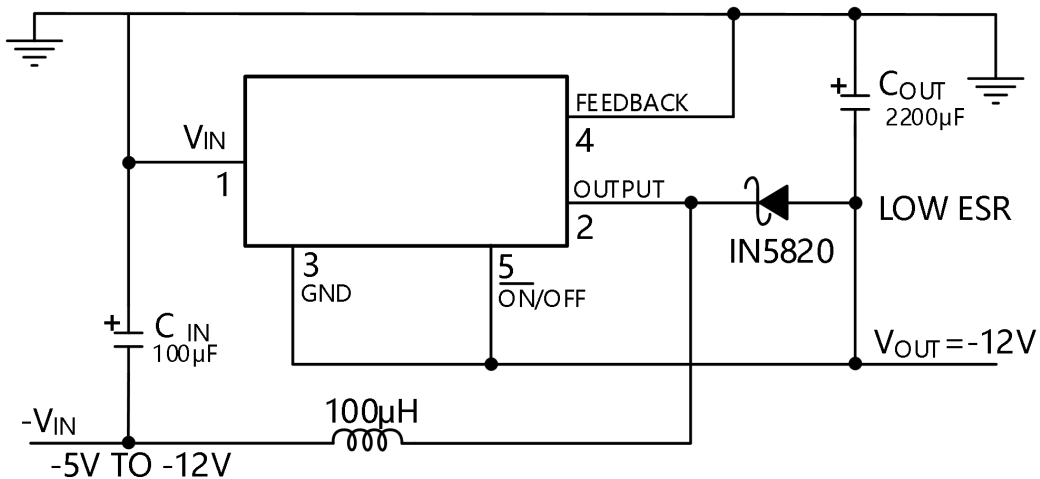 FEEDBACK
4
+
COUT
2200µF
VIN
1
OUTPUT
2
LOW ESR
IN5820
3
GND
5
ON/OFF
+
C IN
100µF
VOUT=-12V
-VIN
100µH
-5V TO -12V